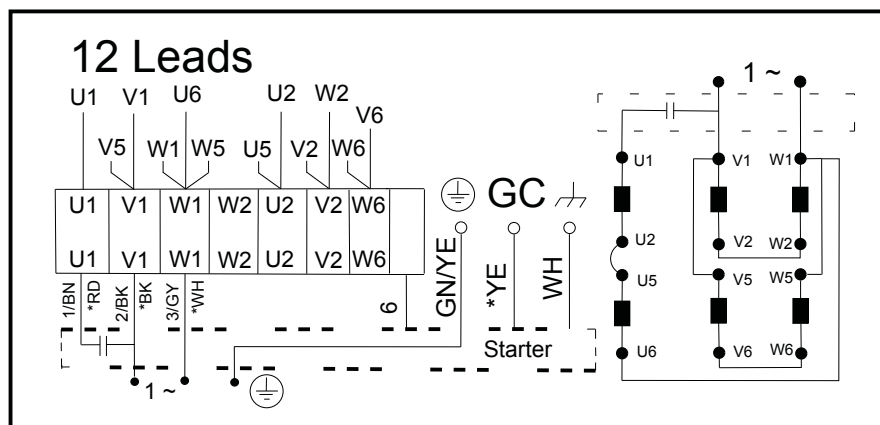 12 Leads
U1 V1 U6 U2 W2 V6
V5 W1 W5 U5 V2 W6
U1 V1 W1 W2 U2 V2 W6
U1 V1 W1 W2 U2 V2 W6
1/BN *RD 2/BK *BK 3/GY *WH 6
GC
GN/YE *YE WH
Starter
1 ~
1 ~
U1 V1 W1
U2 V2 W2
U5 V5 W5
U6 V6 W6